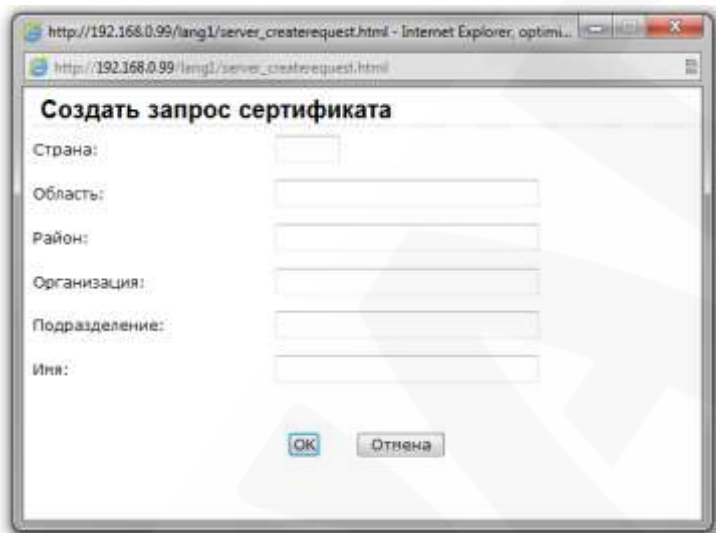 http://192.168.0.99/lang1/server_createrequest.html - Internet Explorer, optimi...
http://192.168.0.99/lang1/server_createrequest.html
Создать запрос сертификата
Страна:
Область:
Район:
Организация:
Подразделение:
Имя:
OK Отмена